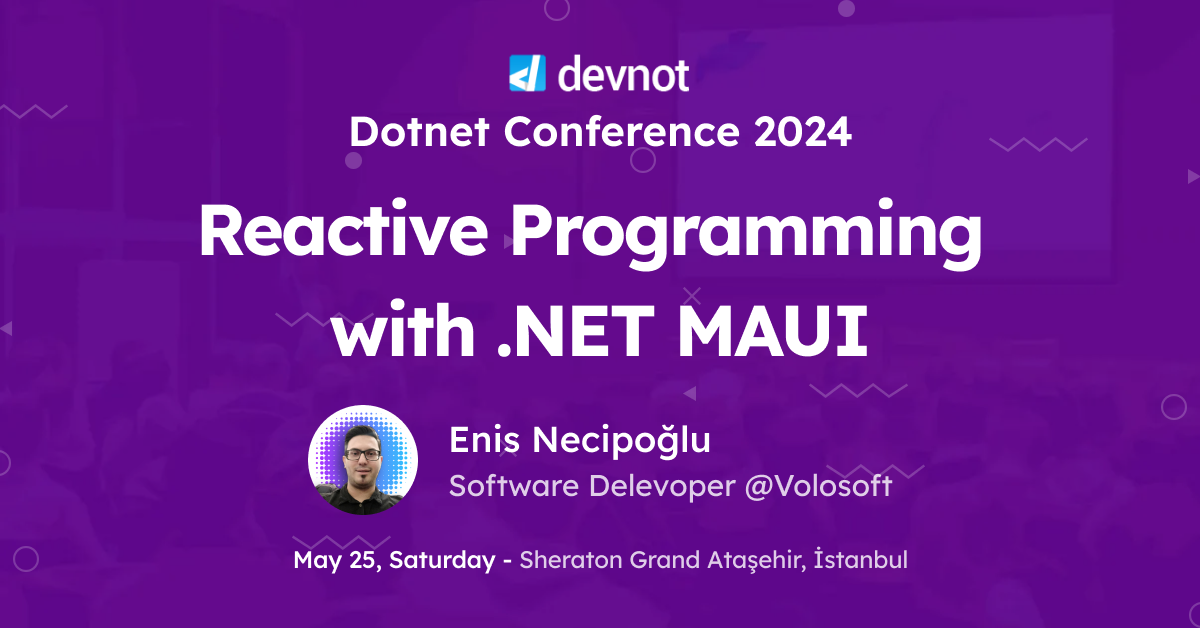 devnot
Dotnet Conference 2024
Reactive Programming
with .NET MAUI
Enis Necipoğlu
Software Delevoper @Volosoft
May 25, Saturday - Sheraton Grand Ataşehir, İstanbul